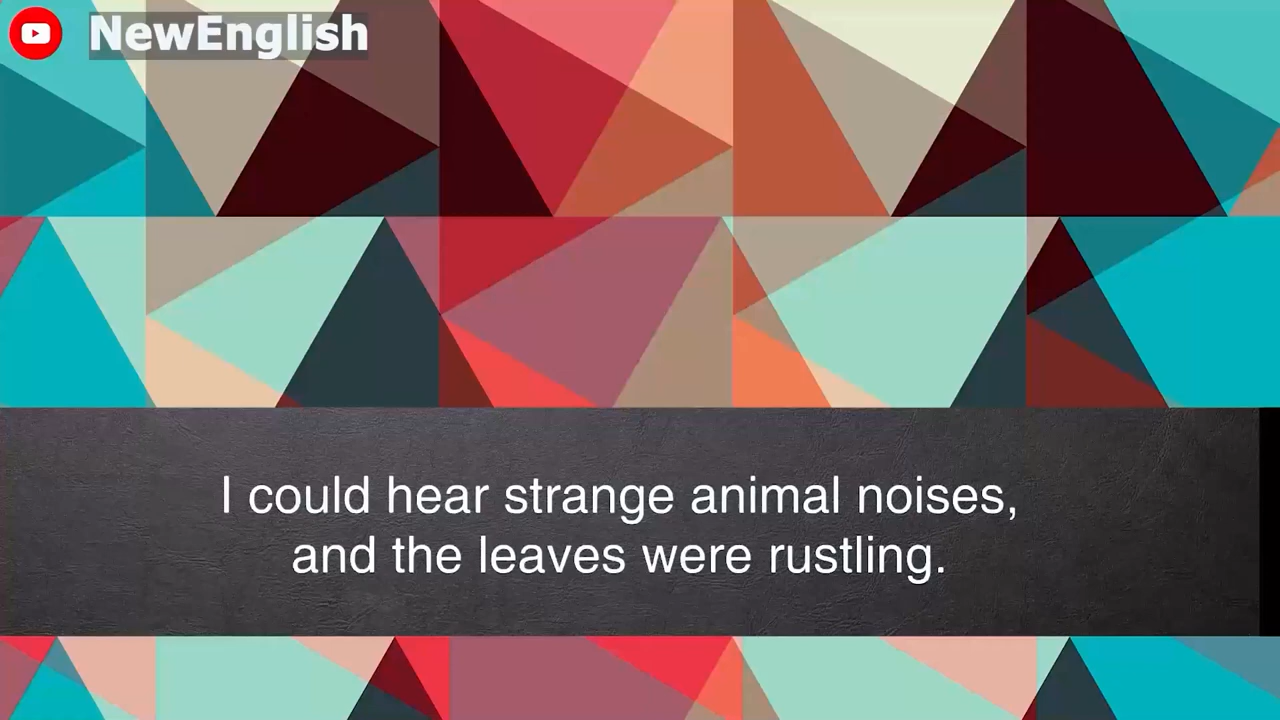 NewEnglish
I could hear strange animal noises,
and the leaves were rustling.